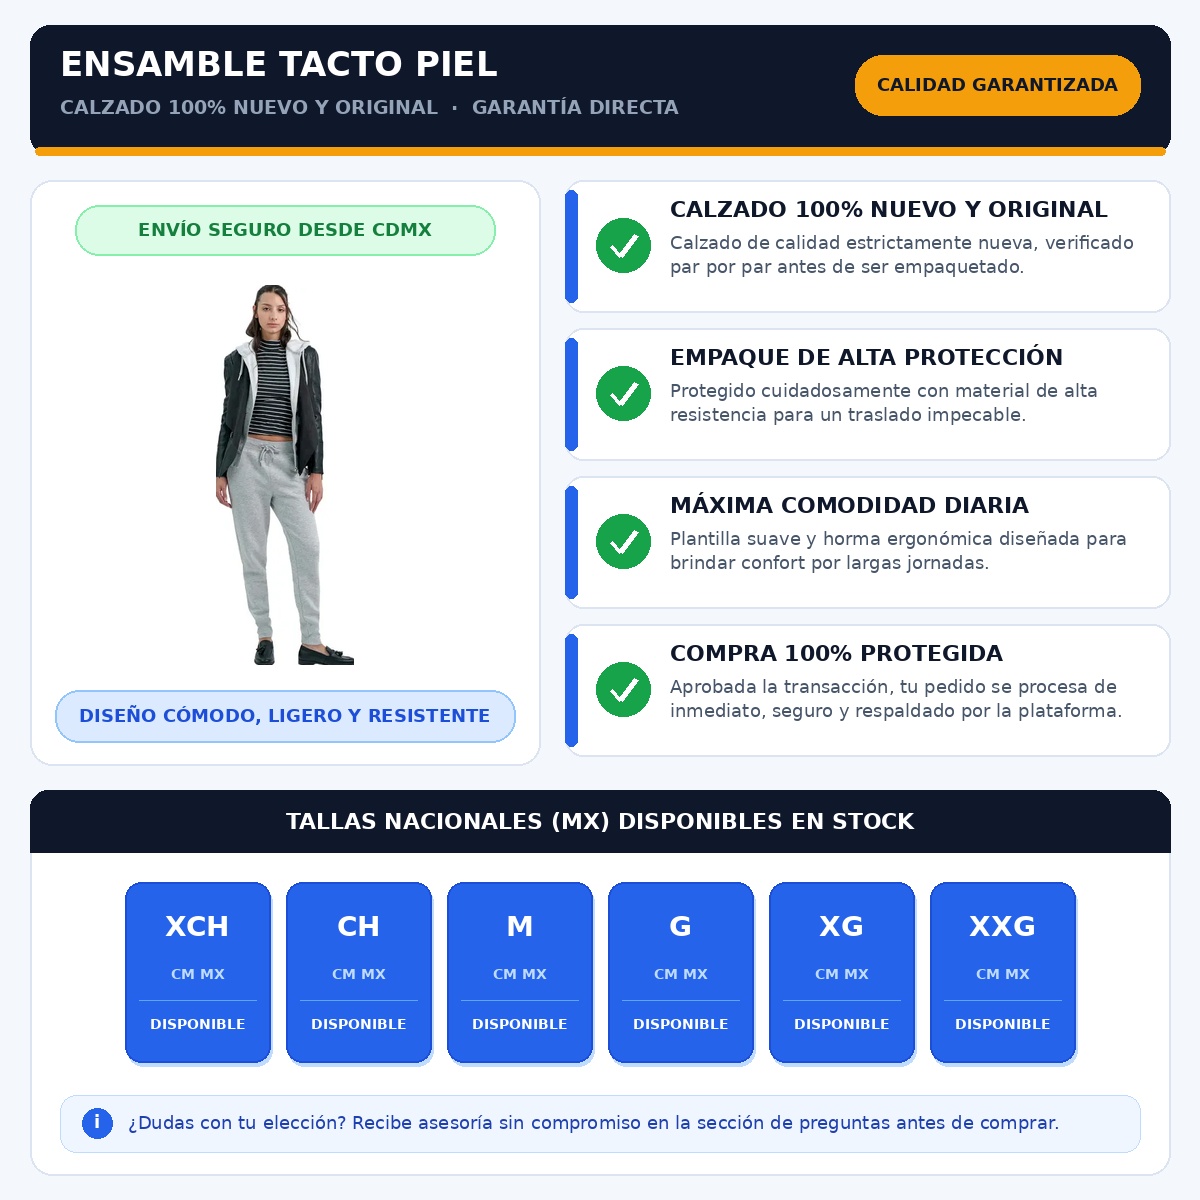 ENSAMBLE TACTO PIEL
CALZADO 100% NUEVO Y ORIGINAL · GARANTÍA DIRECTA
CALIDAD GARANTIZADA
ENVÍO SEGURO DESDE CDMX
DISEÑO CÓMODO, LIGERO Y RESISTENTE
CALZADO 100% NUEVO Y ORIGINAL
Calzado de calidad estrictamente nueva, verificado
par por par antes de ser empaquetado.
EMPAQUE DE ALTA PROTECCIÓN
Protegido cuidadosamente con material de alta
resistencia para un traslado impecable.
MÁXIMA COMODIDAD DIARIA
Plantilla suave y horma ergonómica diseñada para
brindar confort por largas jornadas.
COMPRA 100% PROTEGIDA
Aprobada la transacción, tu pedido se procesa de
inmediato, seguro y respaldado por la plataforma.
TALLAS NACIONALES (MX) DISPONIBLES EN STOCK
XCH
CM MX
DISPONIBLE
CH
CM MX
DISPONIBLE
M
CM MX
DISPONIBLE
G
CM MX
DISPONIBLE
XG
CM MX
DISPONIBLE
XXG
CM MX
DISPONIBLE
i
¿Dudas con tu elección? Recibe asesoría sin compromiso en la sección de preguntas antes de comprar.